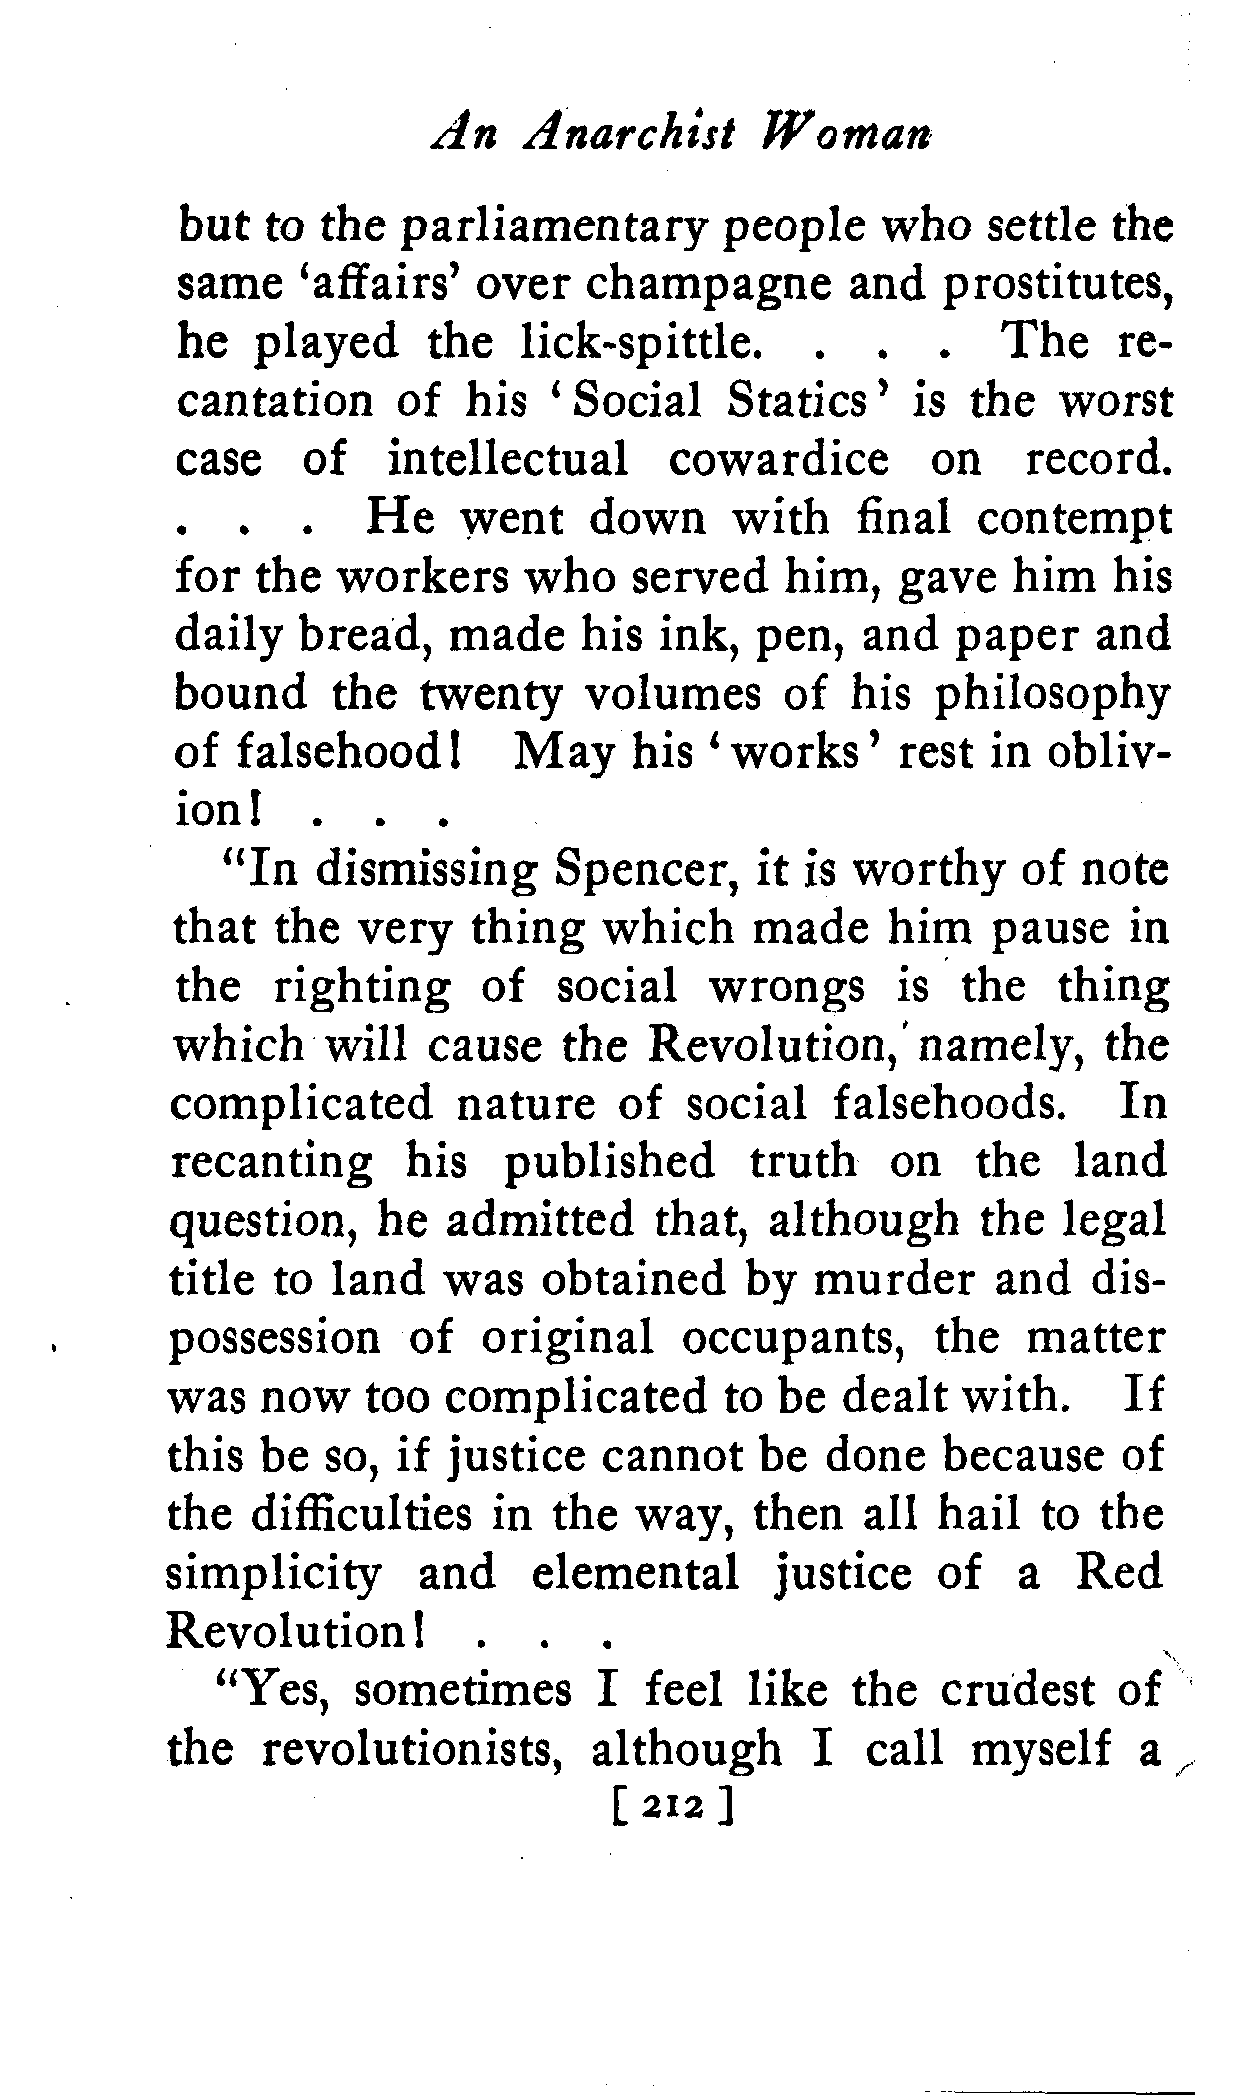 An Anarchist Woman
but to the parliamentary people who settle the
same 'affairs' over champagne and prostitutes,
he played the lick-spittle. . . . The re-
cantation of his ' Social Statics ' is the worst
case of intellectual cowardice on record.
. . . He went down with final contempt
for the workers who served him, gave him his
daily bread, made his ink, pen, and paper and
bound the twenty volumes of his philosophy
of falsehood! May his ' works ' rest in obliv-
ion! . . .
"In dismissing Spencer, it is worthy of note
that the very thing which made him pause in
the righting of social wrongs is the thing
which will cause the Revolution, namely, the
complicated nature of social falsehoods. In
recanting his published truth on the land
question, he admitted that, although the legal
title to land was obtained by murder and dis-
possession of original occupants, the matter
was now too complicated to be dealt with. If
this be so, if justice cannot be done because of
the difficulties in the way, then all hail to the
simplicity and elemental justice of a Red
Revolution! . . .
"Yes, sometimes I feel like the crudest of
the revolutionists, although I call myself a
[ 212 ]